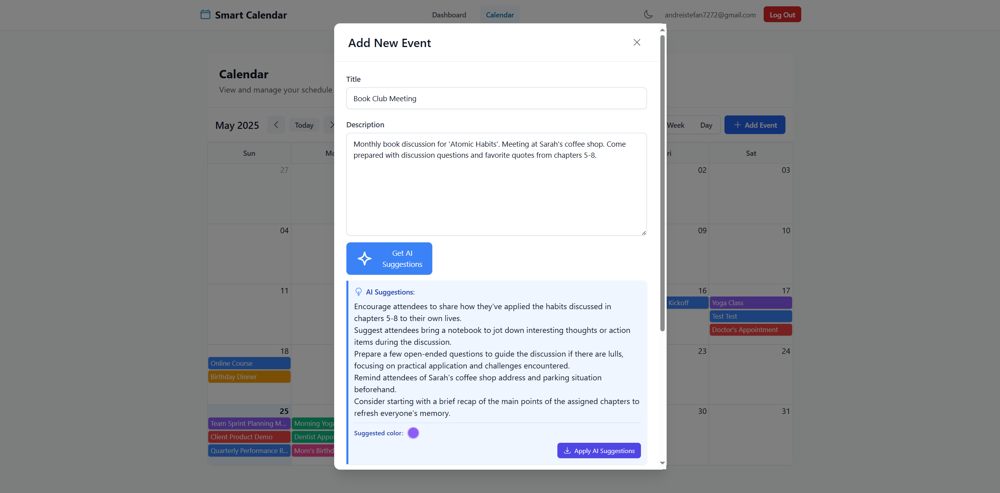 Smart Calendar
Dashboard
Calendar
andreistefan7272@gmail.com
Log Out
Add New Event
Calendar
View and manage your schedule
Title
Book Club Meeting
Description
Monthly book discussion for 'Atomic Habits'. Meeting at Sarah's coffee shop. Come
prepared with discussion questions and favorite quotes from chapters 5-8.
May 2025
Today
Week
Day
Add Event
Sun
Sat
27
02
03
04
09
10
Get AI
Suggestions
AI Suggestions:
Encourage attendees to share how they've applied the habits discussed in
chapters 5-8 to their own lives.
Suggest attendees bring a notebook to jot down interesting thoughts or action
items during the discussion.
Prepare a few open-ended questions to guide the discussion if there are lulls,
focusing on practical application and challenges encountered.
Remind attendees of Sarah's coffee shop address and parking situation
beforehand.
Consider starting with a brief recap of the main points of the assigned chapters to
refresh everyone's memory.
Suggested color:
Apply AI Suggestions
11
16
17
Kickoff
Yoga Class
Test Test
Doctor's Appointment
18
23
24
Online Course
Birthday Dinner
25
30
31
Team Sprint Planning M...
Morning Yoga
Client Product Demo
Dentist Appoi
Quarterly Performance R...
Mom's Birthd